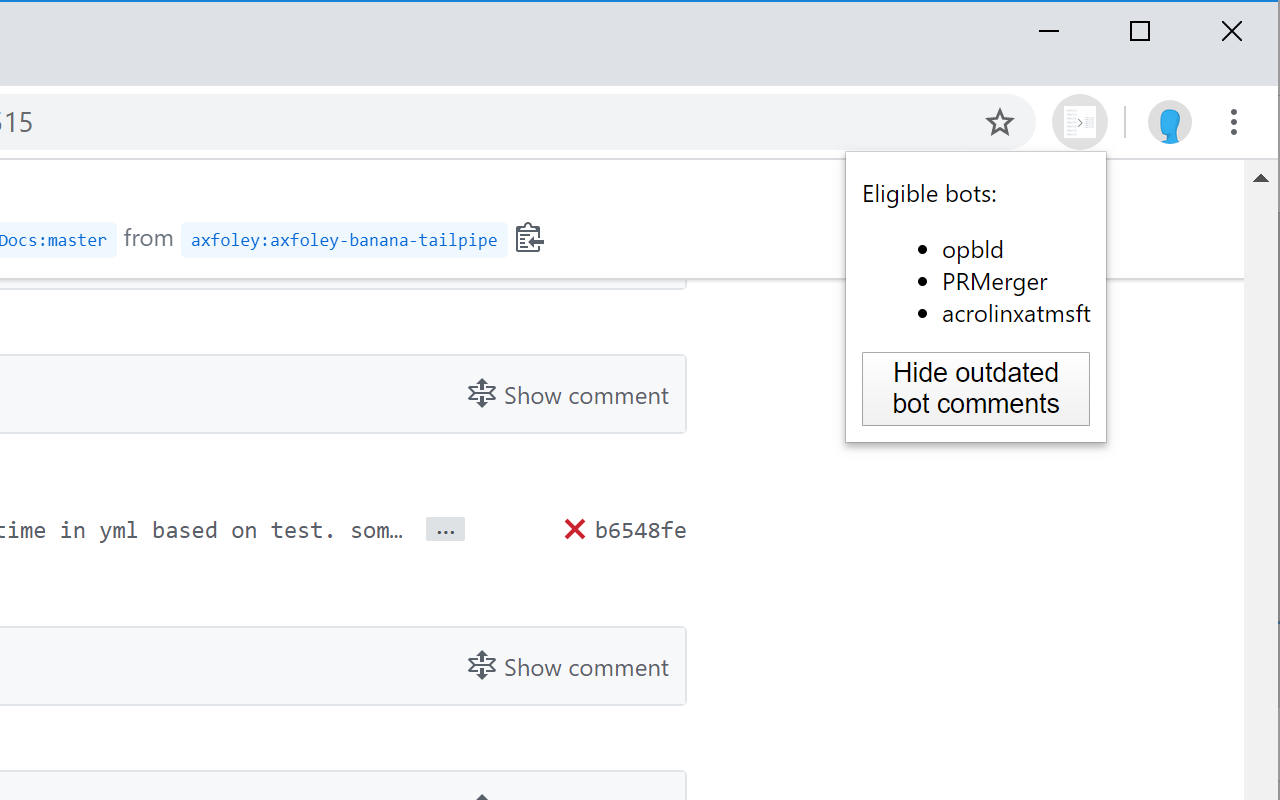 515
Eligible bots:
Docs:master from axfoley:axfoley-banana-tailpipe
opbld
PRMerger
acrolinxatmsft
Hide outdated
bot comments
Show comment
time in yml based on test. som… … b6548fe
Show comment